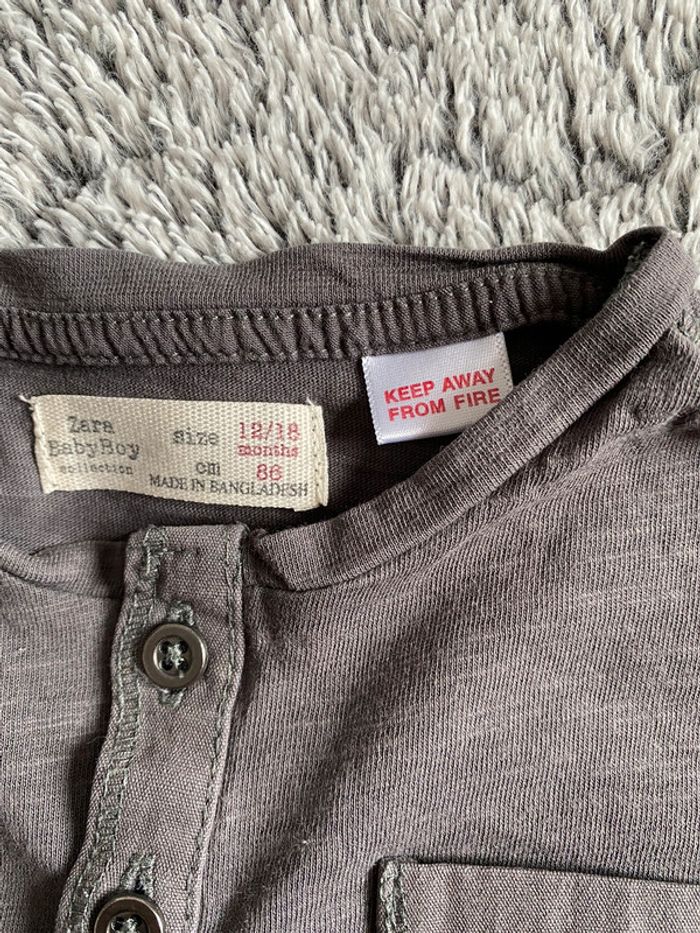 Zara
BabyBoy
collection
size 12/18
months
cm 86
MADE IN BANGLADESH
KEEP AWAY
FROM FIRE